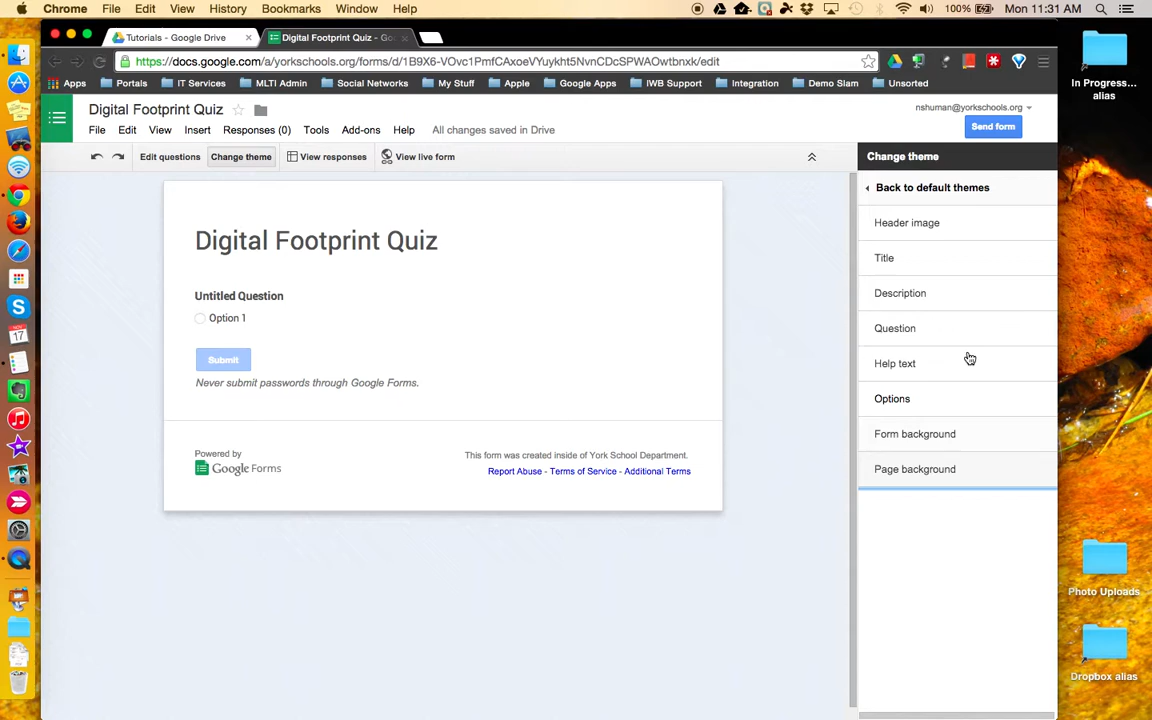 Chrome File Edit View History Bookmarks Window Help 100% Mon 11:31 AM
Tutorials - Google Drive × Digital Footprint Quiz - Go ×
https://docs.google.com/a/yorkschools.org/forms/d/1B9X6-VOvc1PmfCAxoeVYuykht5NvnCDcSPWAOwtbnxk/edit
Apps Portals IT Services MLTI Admin Social Networks My Stuff Google Apps Apple IWB Support Integration Demo Slam Unsorted
In Progress...
alias
Digital Footprint Quiz
nshuman@yorkschools.org
File Edit View Insert Responses (0) Tools Add-ons Help All changes saved in Drive
Send form
Edit questions Change theme View responses View live form
Change theme
Back to default themes
Header image
Title
Description
Question
Help text
Options
Form background
Page background
Digital Footprint Quiz
Untitled Question
Option 1
Submit
Never submit passwords through Google Forms.
Powered by
Google Forms
This form was created inside of York School Department.
Report Abuse - Terms of Service - Additional Terms
NOV
17
Photo Uploads
Dropbox alias